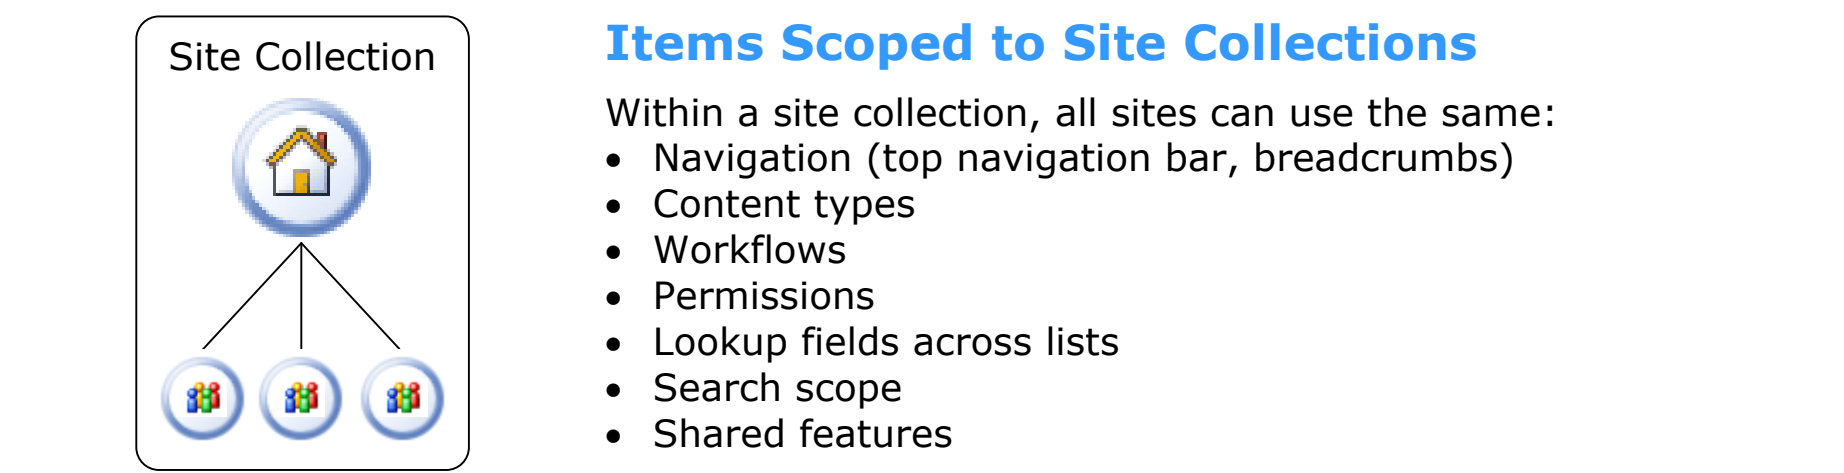 Site Collection
Items Scoped to Site Collections
Within a site collection, all sites can use the same:
• Navigation (top navigation bar, breadcrumbs)
• Content types
• Workflows
• Permissions
• Lookup fields across lists
• Search scope
• Shared features